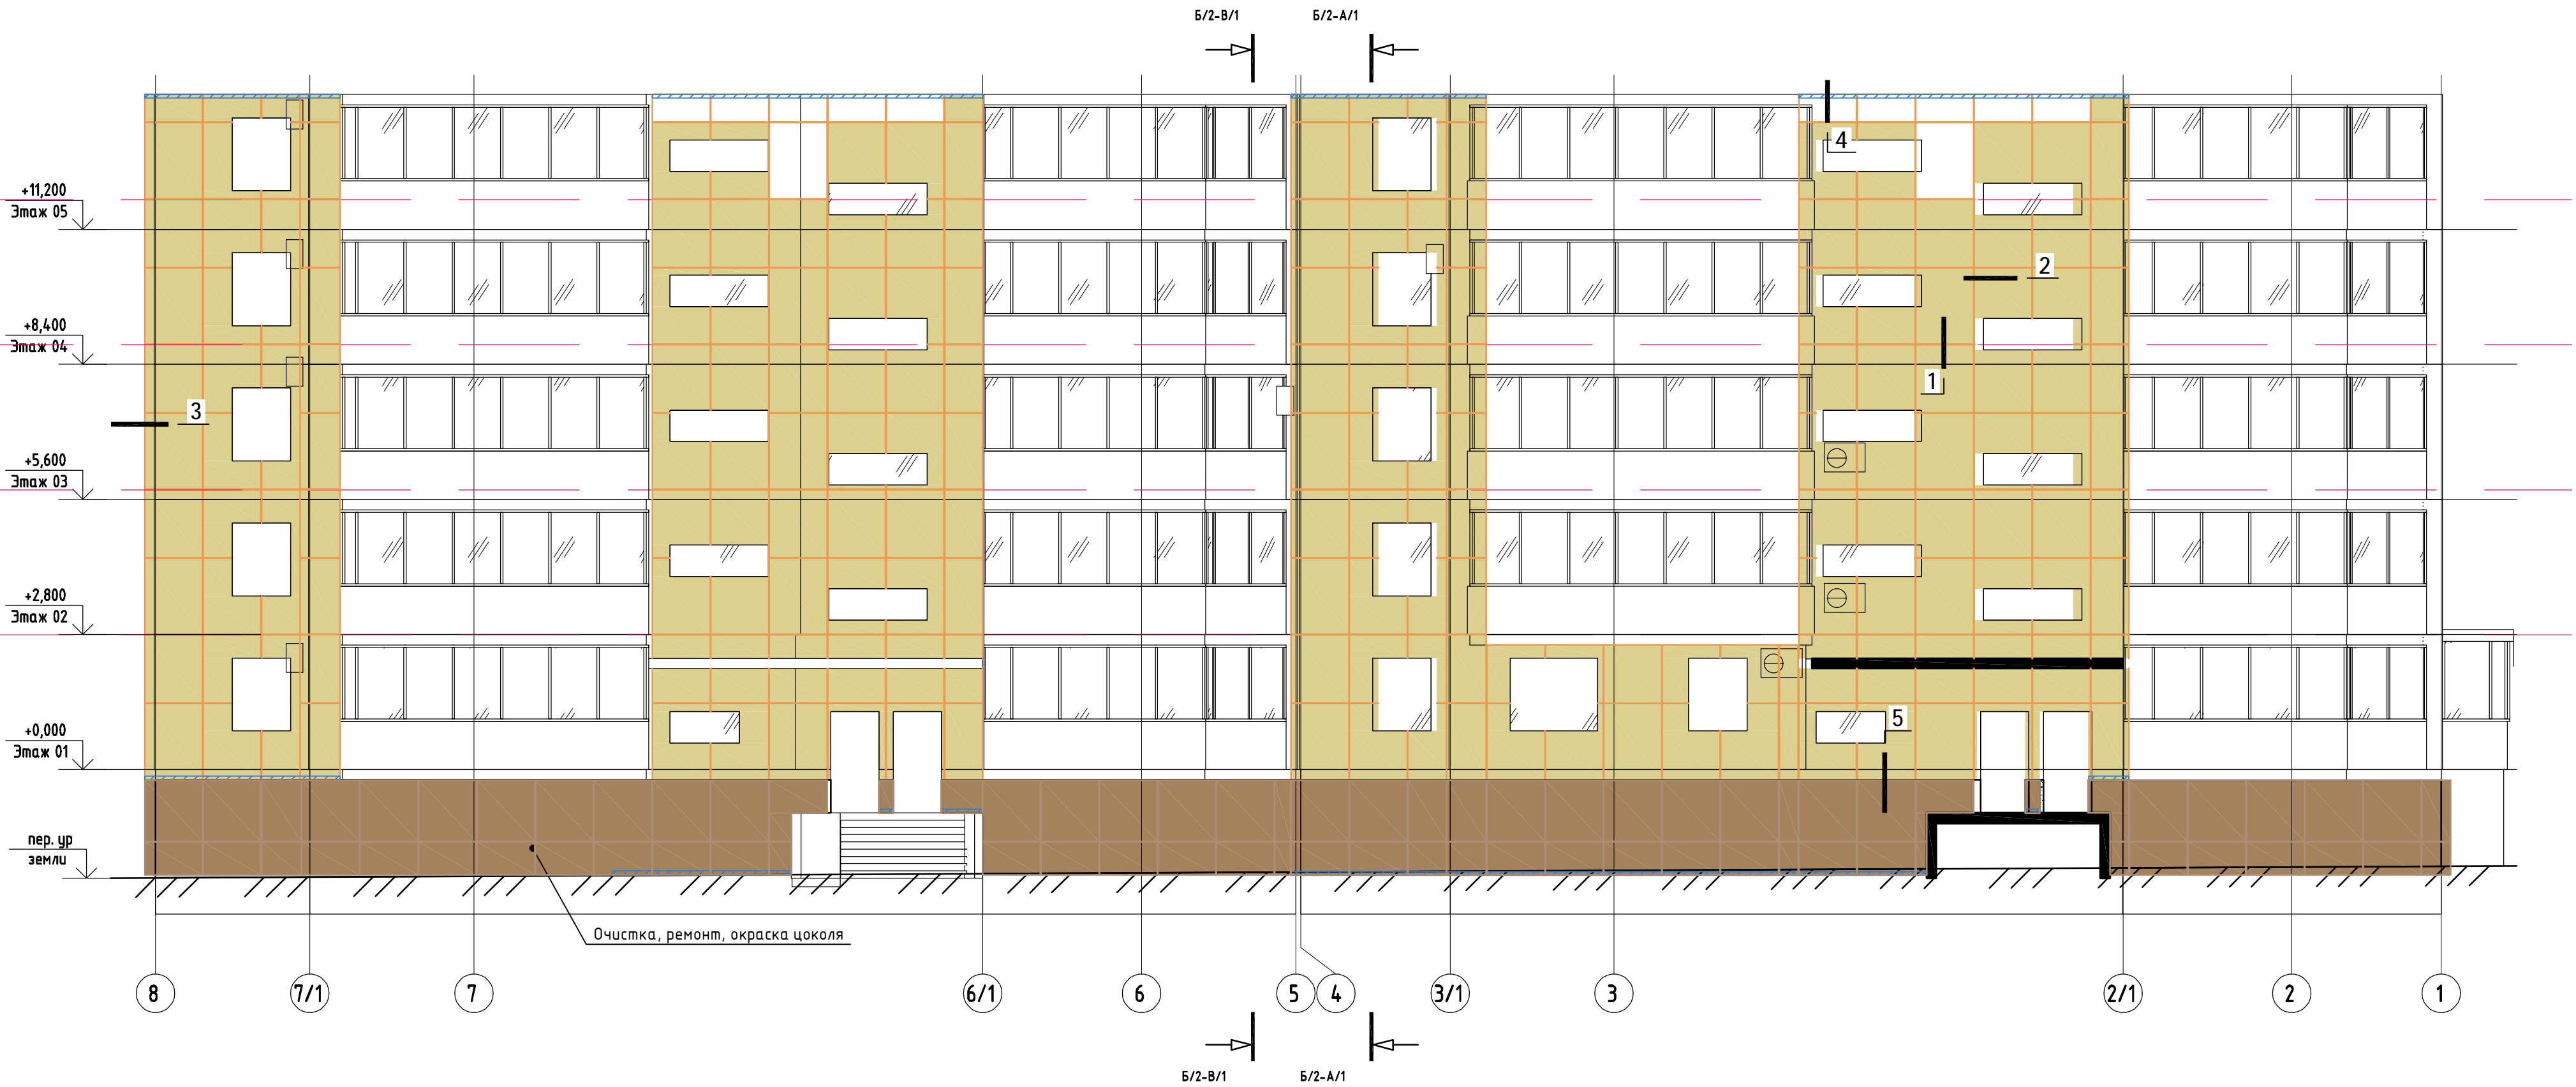 Б/2-В/1
Б/2-А/1
4
+11,200
Этаж 05
2
+8,400
Этаж 04
1
3
+5,600
Этаж 03
+2,800
Этаж 02
5
+0,000
Этаж 01
пер. ур
земли
Очистка, ремонт, окраска цоколя
8
7/1
7
6/1
6
5
4
3/1
3
2/1
2
1
Б/2-В/1
Б/2-А/1